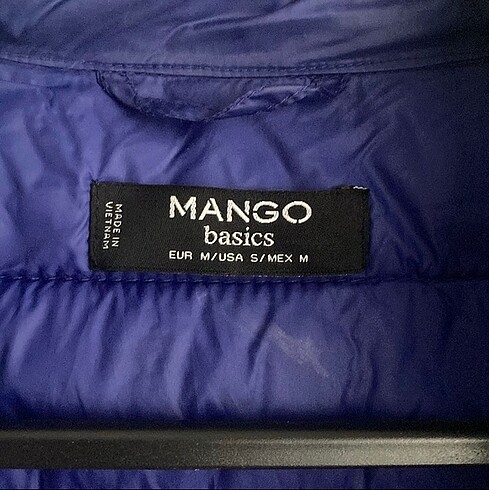 MADE IN
VIETNAM
MANGO
basics
EUR M/USA S/MEX M